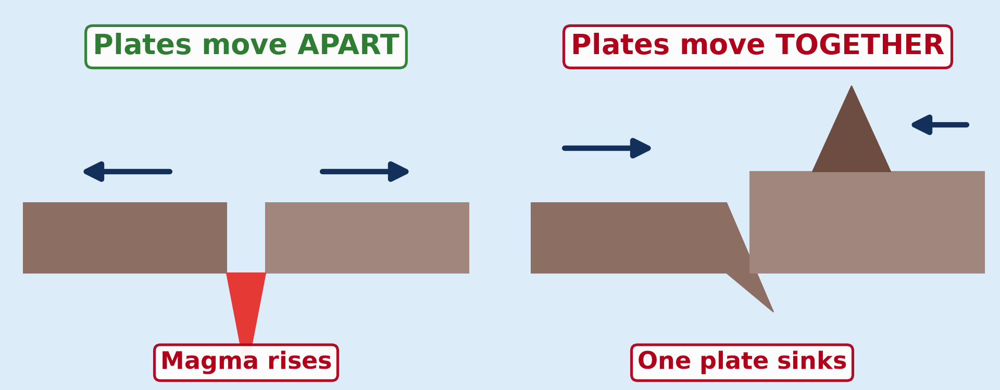 Plates move APART
Plates move TOGETHER
Magma rises
One plate sinks